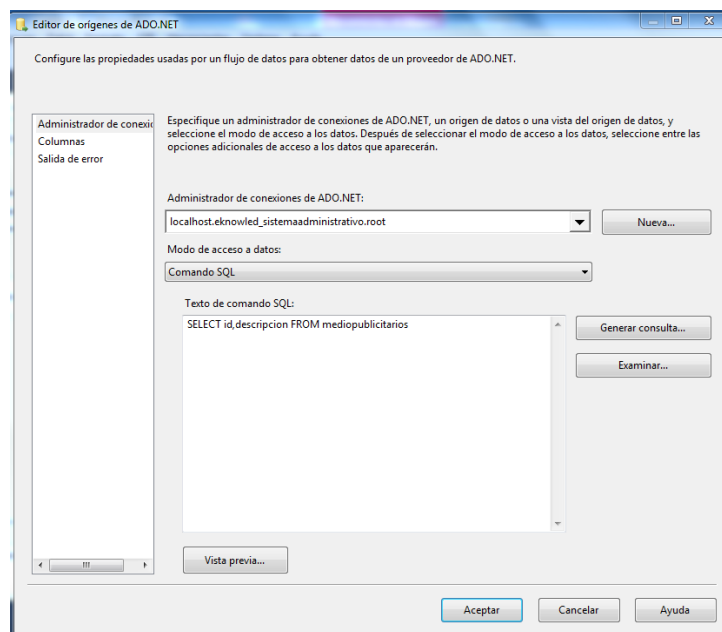 Editor de orígenes de ADO.NET
Configure las propiedades usadas por un flujo de datos para obtener datos de un proveedor de ADO.NET.
Administrador de conexic
Columnas
Salida de error
Especifique un administrador de conexiones de ADO.NET, un origen de datos o una vista del origen de datos, y
seleccione el modo de acceso a los datos. Después de seleccionar el modo de acceso a los datos, seleccione entre las
opciones adicionales de acceso a los datos que aparecerán.
Administrador de conexiones de ADO.NET:
localhost.eknowled_sistemaadministrativo.root
Nueva...
Modo de acceso a datos:
Comando SQL
Texto de comando SQL:
SELECT id,descripcion FROM mediopublicitarios
Generar consulta...
Examinar...
Vista previa...
Aceptar
Cancelar
Ayuda